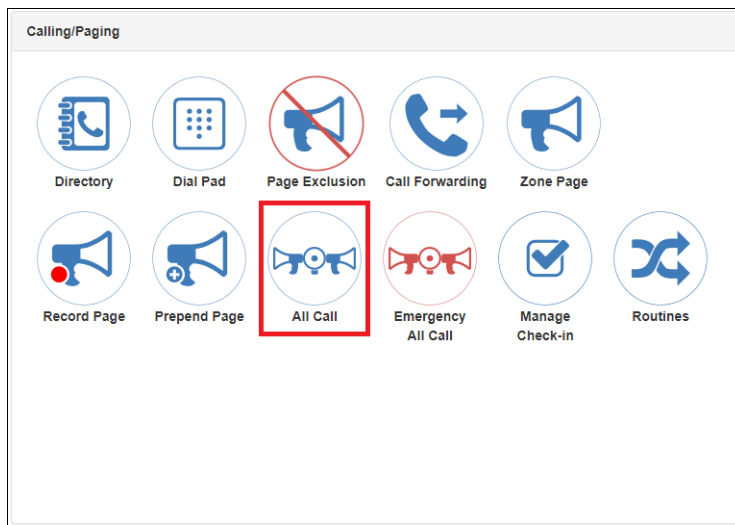 Calling/Paging
Directory
Dial Pad
Page Exclusion
Call Forwarding
Zone Page
Record Page
Prepend Page
All Call
Emergency
All Call
Manage
Check-in
Routines